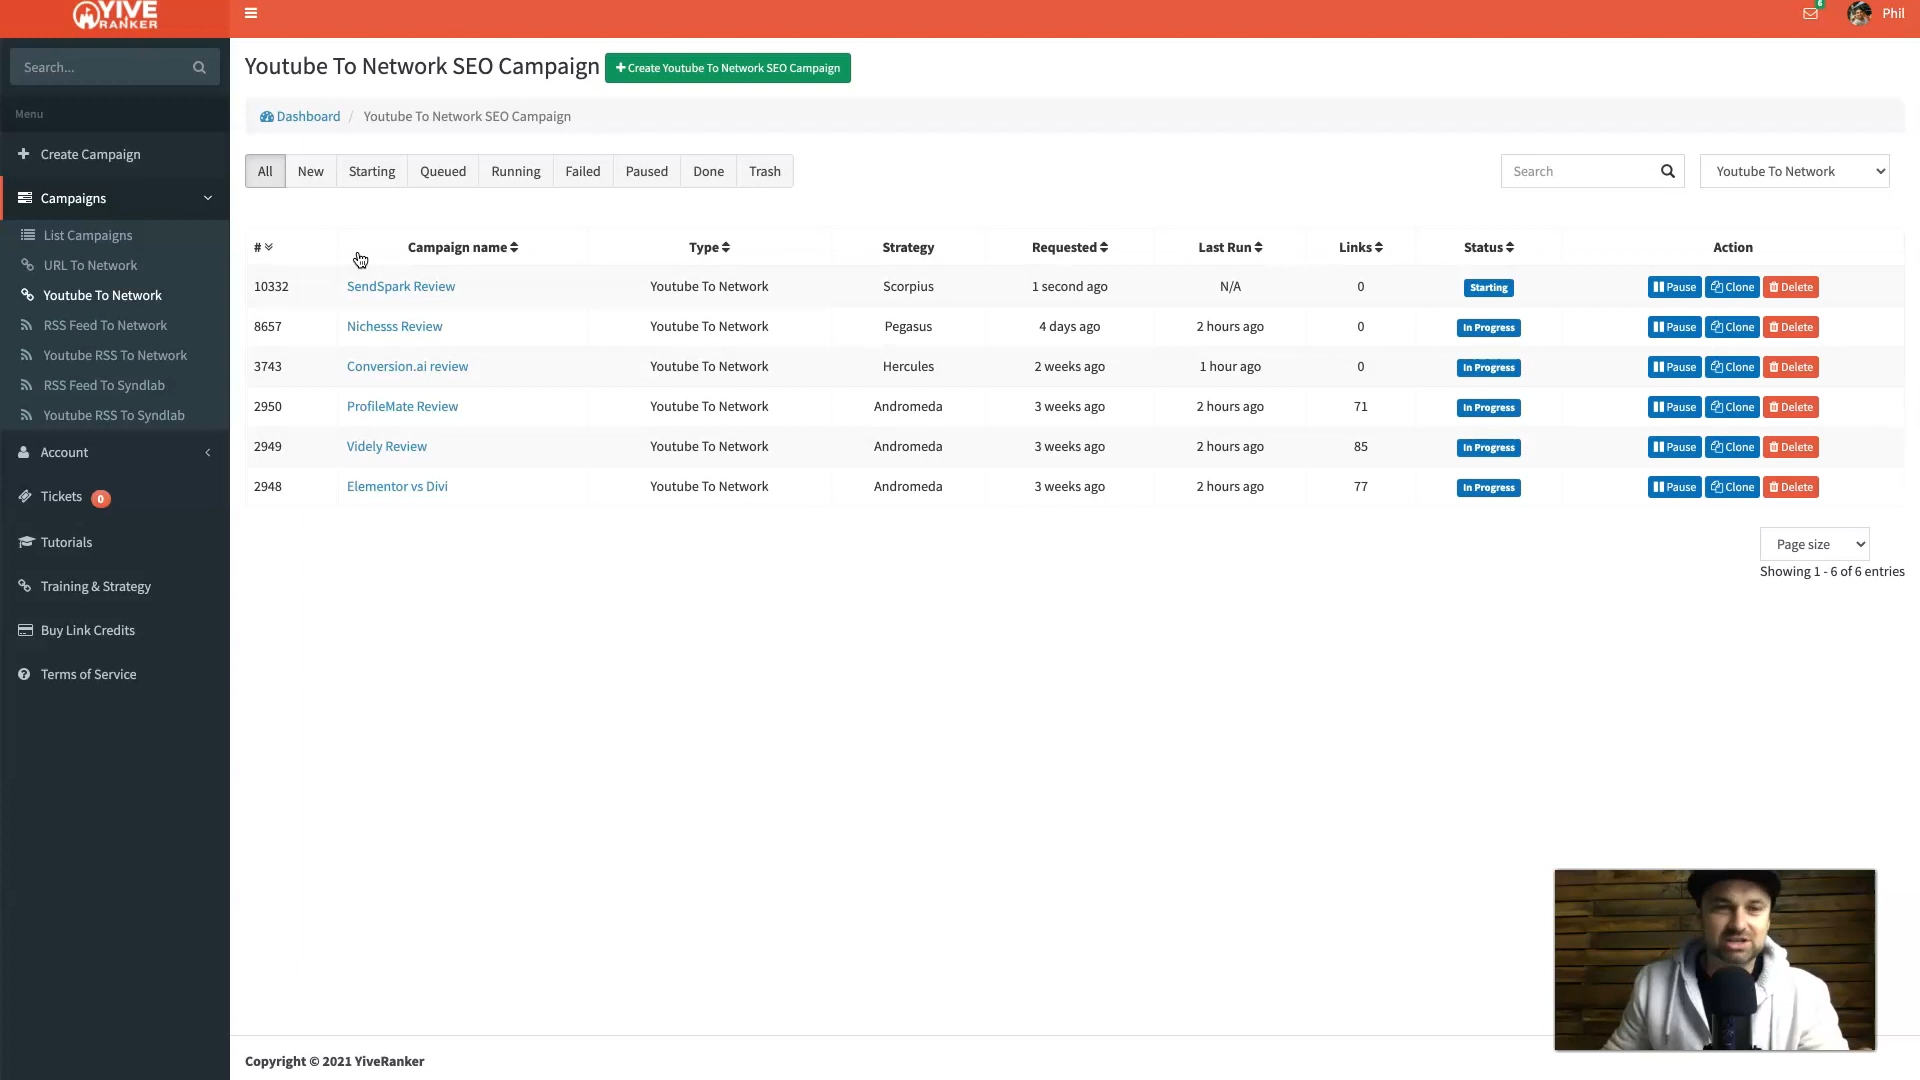 YIVE
RANKER
6
Phil
Search...
Menu
Create Campaign
Campaigns
List Campaigns
URL To Network
Youtube To Network
RSS Feed To Network
Youtube RSS To Network
RSS Feed To Syndlab
Youtube RSS To Syndlab
Account
Tickets 0
Tutorials
Training & Strategy
Buy Link Credits
Terms of Service
Youtube To Network SEO Campaign
Create Youtube To Network SEO Campaign
Dashboard / Youtube To Network SEO Campaign
All New Starting Queued Running Failed Paused Done Trash
Search
Youtube To Network
# Campaign name Type Strategy Requested Last Run Links Status Action
10332 SendSpark Review Youtube To Network Scorpius 1 second ago N/A 0 Starting Pause Clone Delete
8657 Nichesss Review Youtube To Network Pegasus 4 days ago 2 hours ago 0 In Progress Pause Clone Delete
3743 Conversion.ai review Youtube To Network Hercules 2 weeks ago 1 hour ago 0 In Progress Pause Clone Delete
2950 ProfileMate Review Youtube To Network Andromeda 3 weeks ago 2 hours ago 71 In Progress Pause Clone Delete
2949 Videly Review Youtube To Network Andromeda 3 weeks ago 2 hours ago 85 In Progress Pause Clone Delete
2948 Elementor vs Divi Youtube To Network Andromeda 3 weeks ago 2 hours ago 77 In Progress Pause Clone Delete
Page size
Showing 1 - 6 of 6 entries
Copyright © 2021 YiveRanker